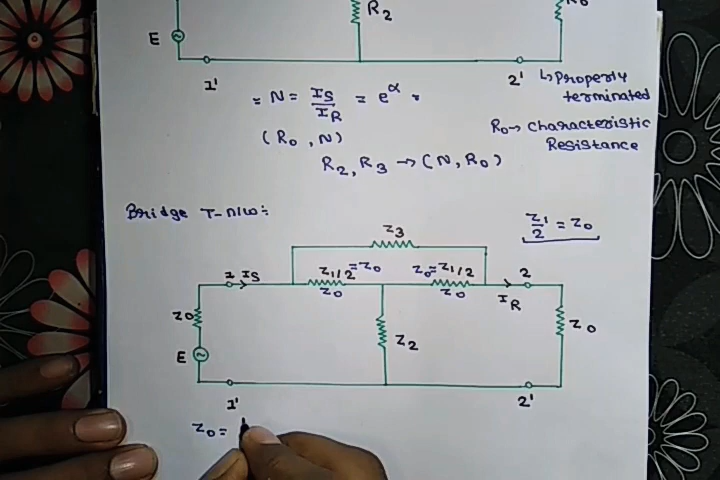 R2
E
1'
2' ↳ Properly
terminated
= N = IS/IR = e^α =
(R0, N)
R0→ Characteristic
Resistance
R2, R3 → (N, R0)
Bridge T-n/w:
Z1/2 = Z0
Z3
1 IS
Z1/2 = Z0
Z0 = Z1/2
2
Z0
Z0
IR
Z0
Z2
Z0
E
1'
2'
Z0 =